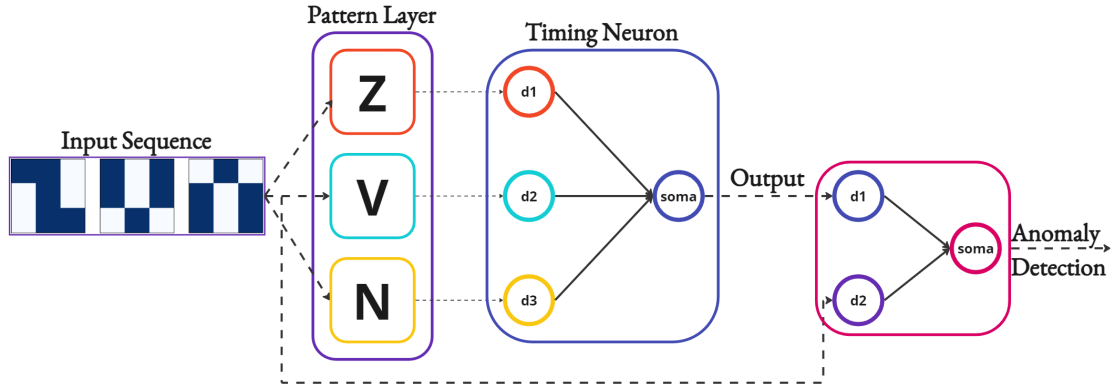 Pattern Layer
Timing Neuron
Input Sequence
Z
V
N
d1
d2
d3
soma
Output
d1
d2
soma
Anomaly
Detection